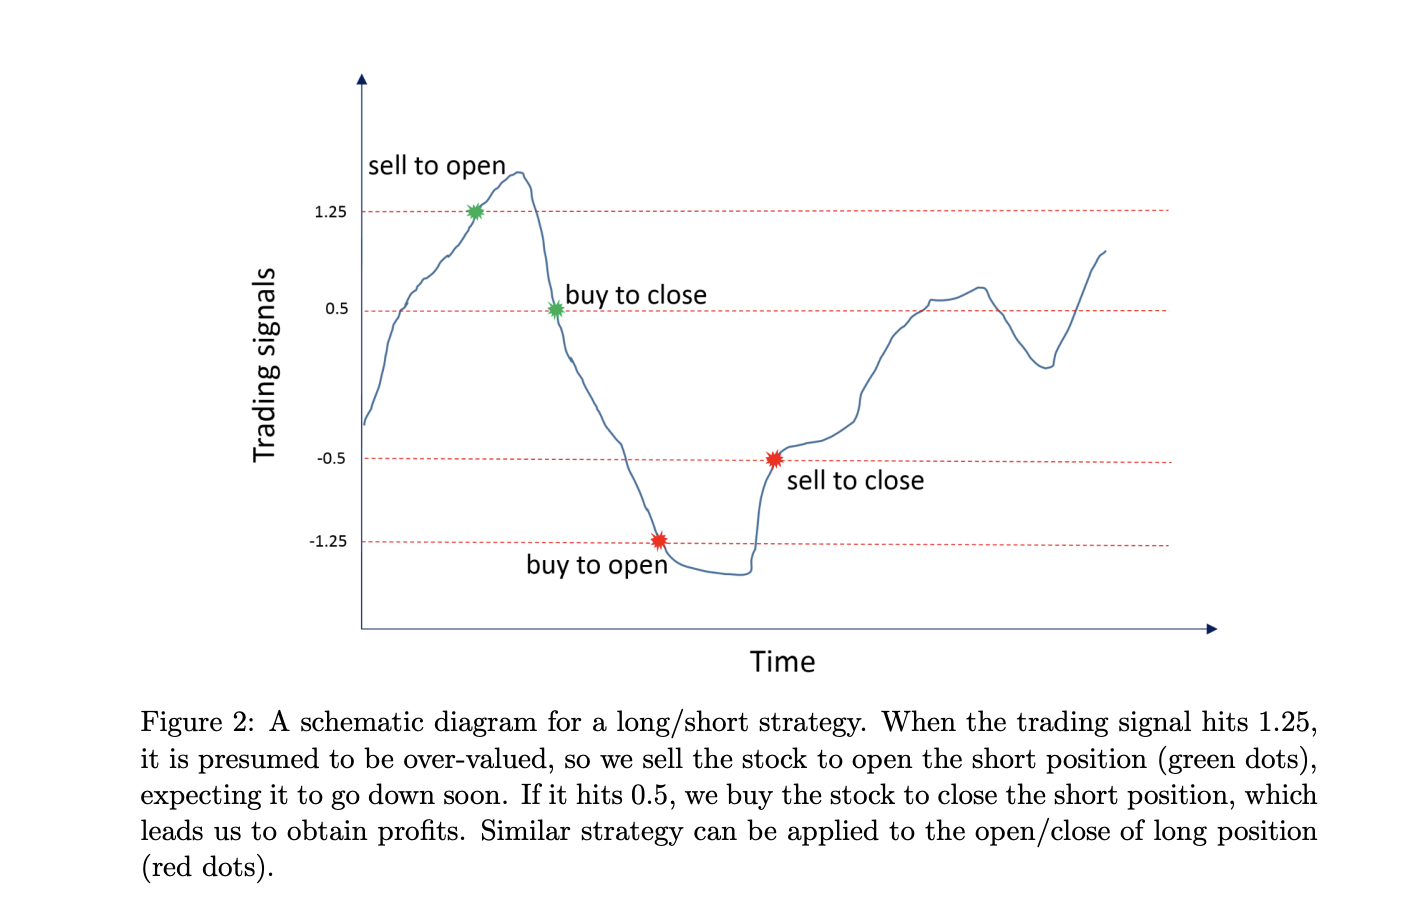 sell to open
1.25
buy to close
0.5
Trading signals
-0.5
sell to close
-1.25
buy to open
Time
Figure 2: A schematic diagram for a long/short strategy. When the trading signal hits 1.25,
it is presumed to be over-valued, so we sell the stock to open the short position (green dots),
expecting it to go down soon. If it hits 0.5, we buy the stock to close the short position, which
leads us to obtain profits. Similar strategy can be applied to the open/close of long position
(red dots).